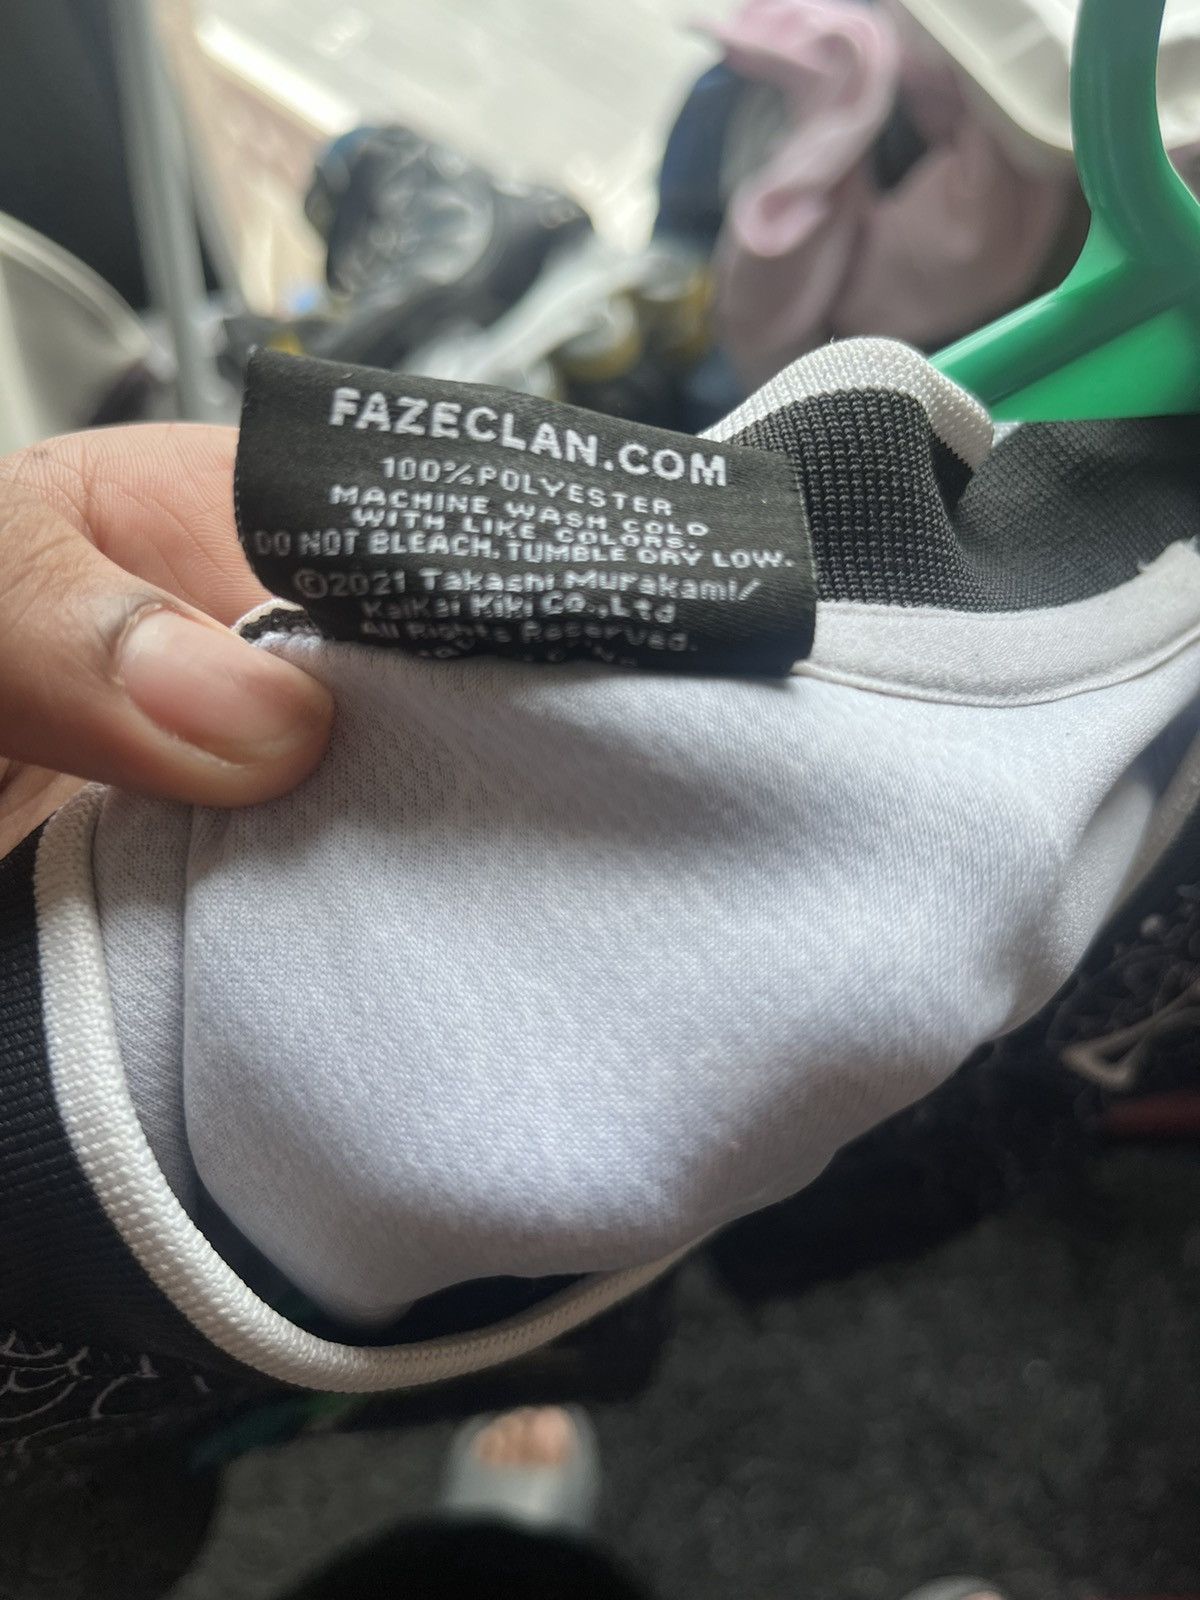 FAZECLAN.COM
100%POLYESTER
MACHINE WASH COLD
WITH LIKE COLORS.
DO NOT BLEACH. TUMBLE DRY LOW.
©2021 Takashi Murakami/
KaiKai Kiki Co.,Ltd
All Rights Reserved.